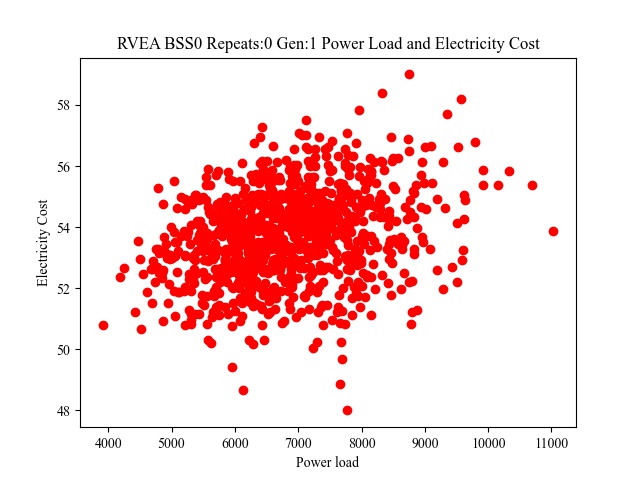 RVEA BSS0 Repeats:0 Gen:1 Power Load and Electricity Cost
58
56
54
52
50
48
Electricity Cost
4000 5000 6000 7000 8000 9000 10000 11000
Power load